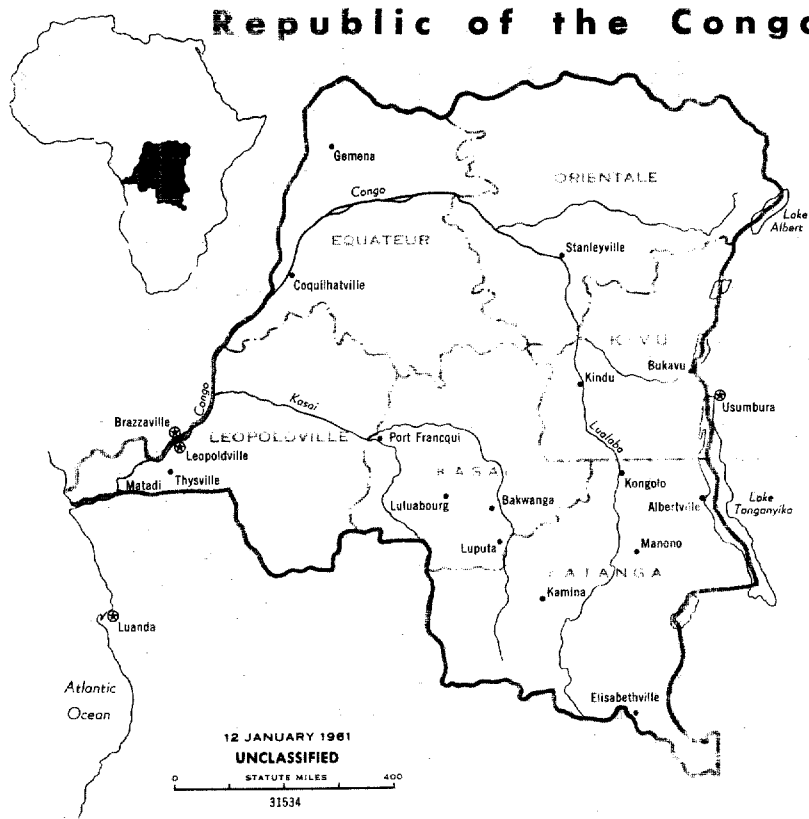 Republic of the Congo
Gemena
Congo
ORIENTALE
Lake
Albert
EQUATEUR
Stanleyville
Coquilhatville
KIVU
Bukavu
Kindu
Usumbura
Congo
Kasai
Brazzaville
LEOPOLDVILLE
Port Francqui
Leopoldville
Lualaba
KASAI
Matadi
Thysville
Kongolo
Luluabourg
Bakwanga
Albertville
Lake
Tanganyika
Luputa
Manono
KATANGA
Kamina
Luanda
Atlantic
Ocean
Elisabethville
12 JANUARY 1961
UNCLASSIFIED
STATUTE MILES
0 400
31534